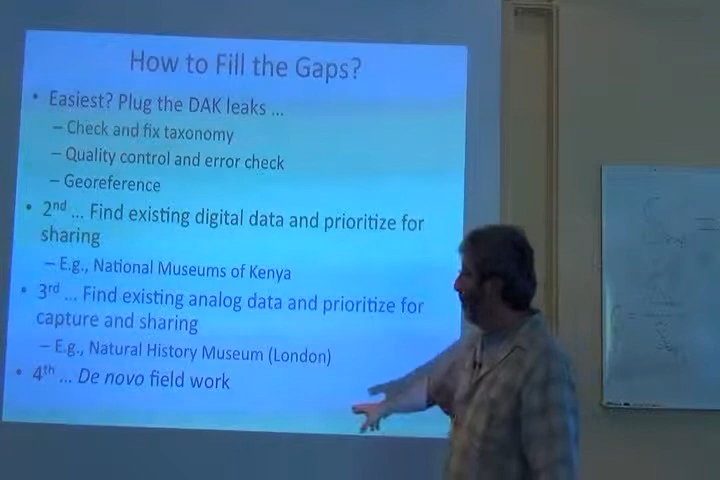 How to Fill the Gaps?
• Easiest? Plug the DAK leaks ...
– Check and fix taxonomy
– Quality control and error check
– Georeference
• 2nd ... Find existing digital data and prioritize for
sharing
– E.g., National Museums of Kenya
• 3rd ... Find existing analog data and prioritize for
capture and sharing
– E.g., Natural History Museum (London)
• 4th ... De novo field work